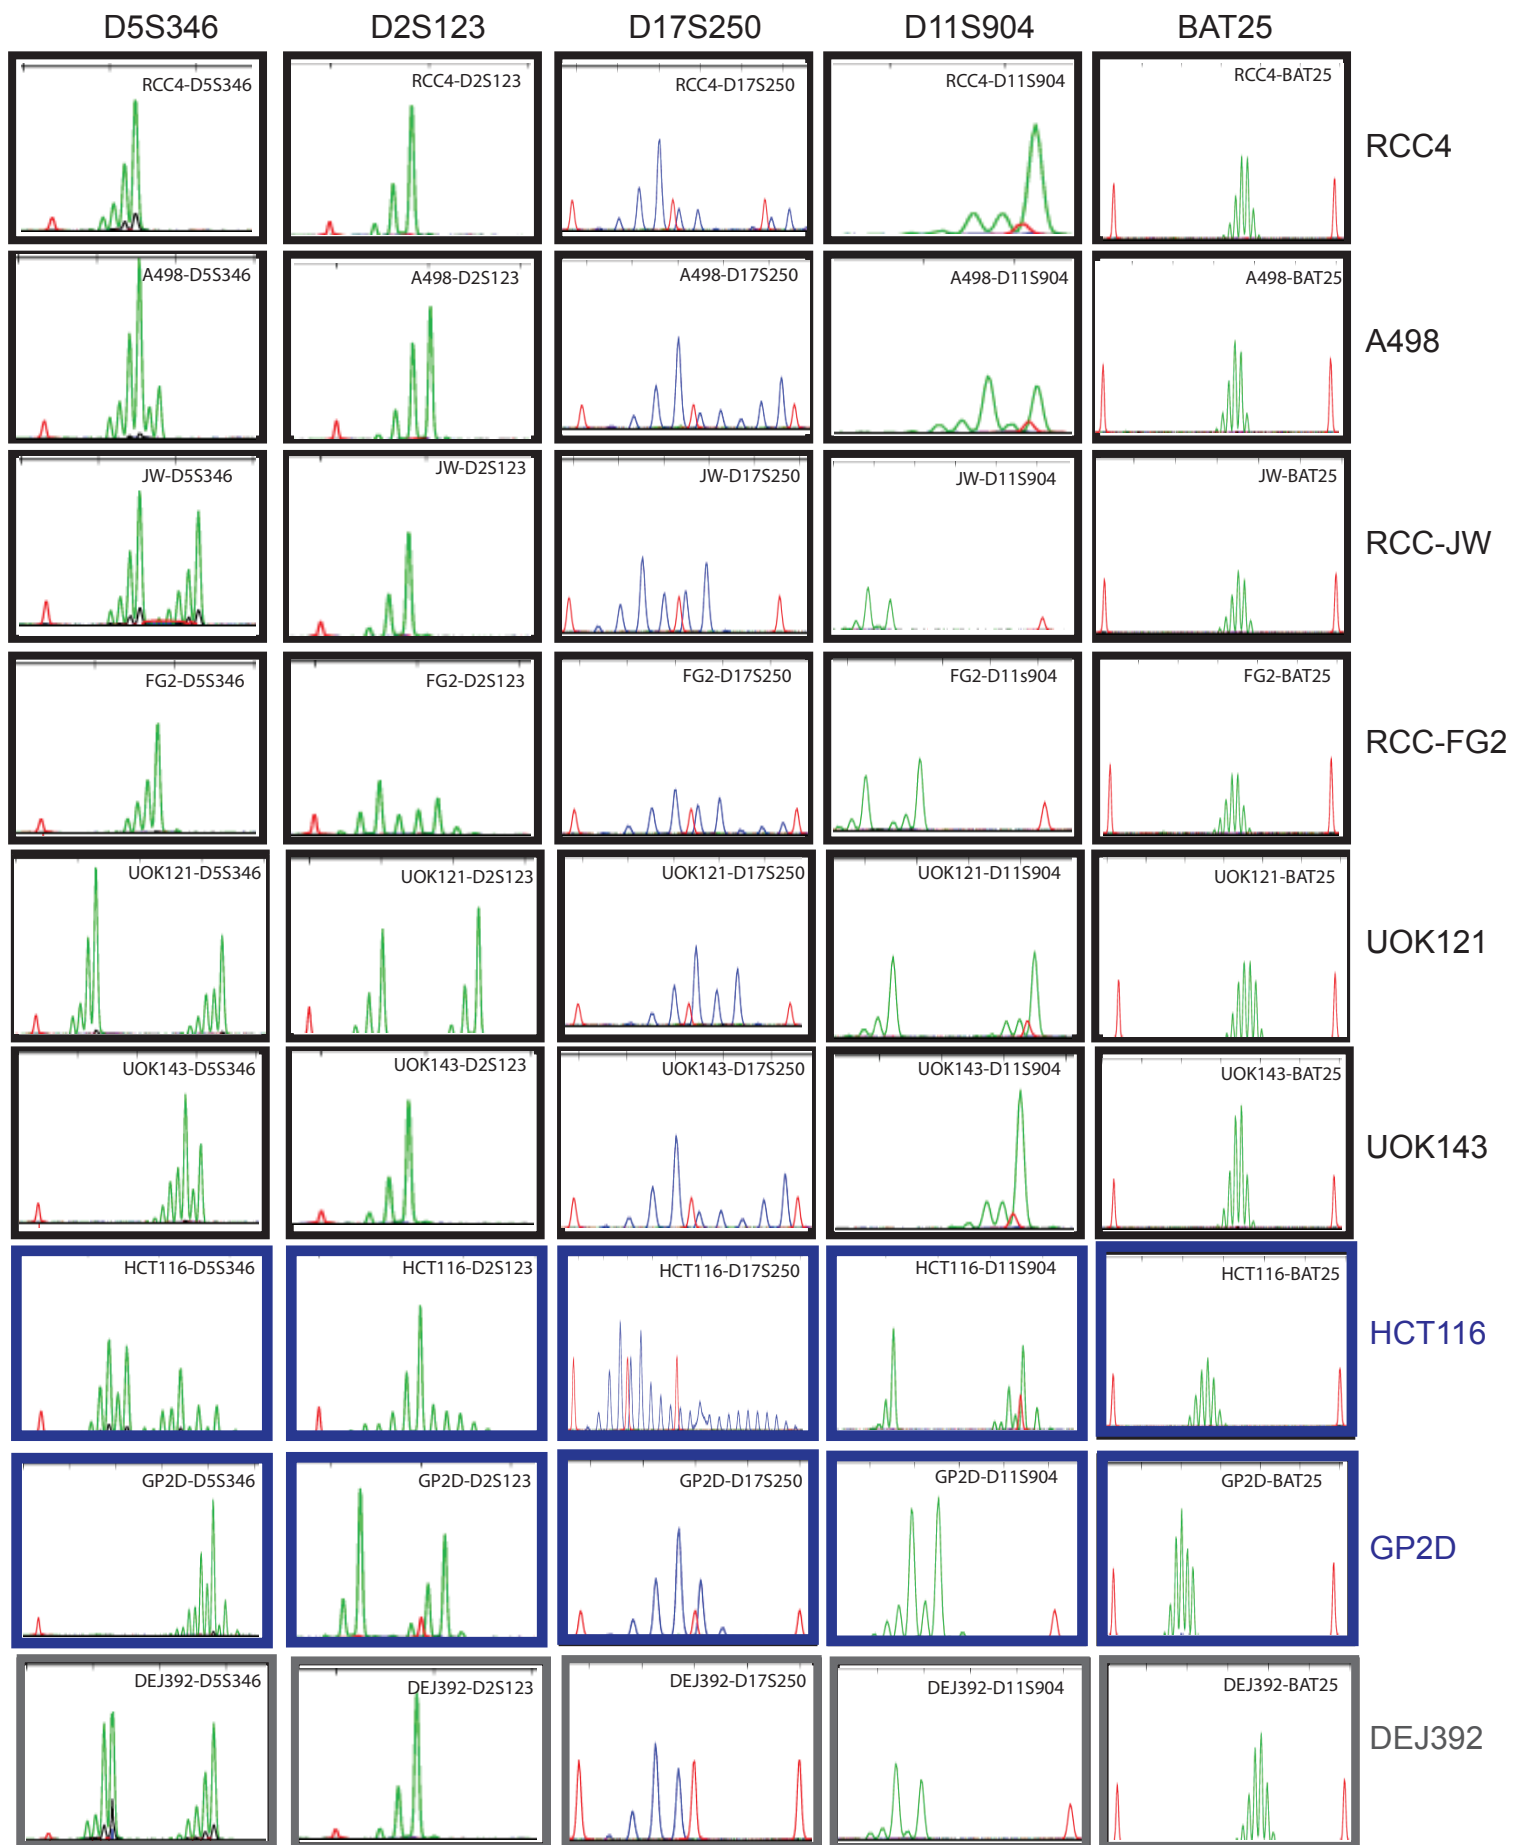 D5S346 D2S123 D17S250 D11S904 BAT25
RCC4-D5S346 RCC4-D2S123 RCC4-D17S250 RCC4-D11S904 RCC4-BAT25 RCC4
A498-D5S346 A498-D2S123 A498-D17S250 A498-D11S904 A498-BAT25 A498
JW-D5S346 JW-D2S123 JW-D17S250 JW-D11S904 JW-BAT25 RCC-JW
FG2-D5S346 FG2-D2S123 FG2-D17S250 FG2-D11s904 FG2-BAT25 RCC-FG2
UOK121-D5S346 UOK121-D2S123 UOK121-D17S250 UOK121-D11S904 UOK121-BAT25 UOK121
UOK143-D5S346 UOK143-D2S123 UOK143-D17S250 UOK143-D11S904 UOK143-BAT25 UOK143
HCT116-D5S346 HCT116-D2S123 HCT116-D17S250 HCT116-D11S904 HCT116-BAT25 HCT116
GP2D-D5S346 GP2D-D2S123 GP2D-D17S250 GP2D-D11S904 GP2D-BAT25 GP2D
DEJ392-D5S346 DEJ392-D2S123 DEJ392-D17S250 DEJ392-D11S904 DEJ392-BAT25 DEJ392